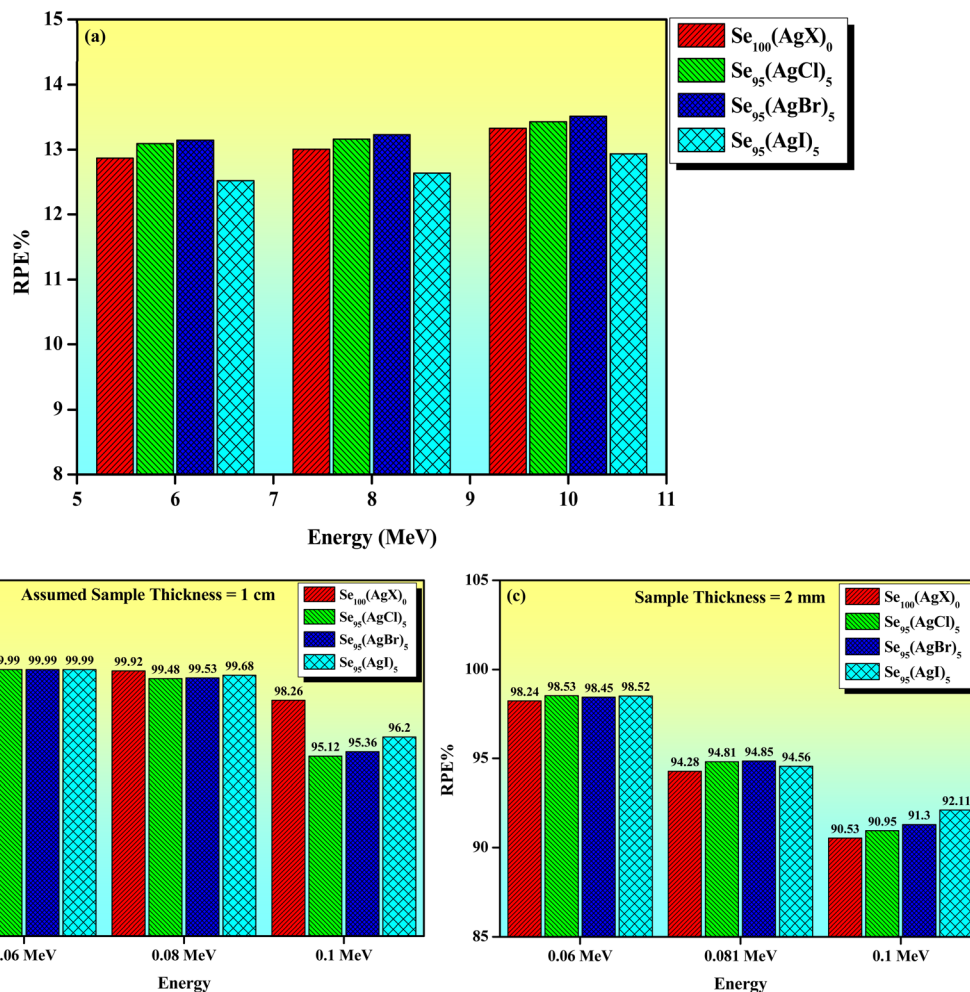 (a)
15
14
13
12
11
10
9
8
RPE%
5 6 7 8 9 10 11
Energy (MeV)
Se₁₀₀(AgX)₀
Se₉₅(AgCl)₅
Se₉₅(AgBr)₅
Se₉₅(AgI)₅
Assumed Sample Thickness = 1 cm
Se₁₀₀(AgX)₀
Se₉₅(AgCl)₅
Se₉₅(AgBr)₅
Se₉₅(AgI)₅
9.99 99.99 99.99
99.92 99.48 99.53 99.68
98.26 95.12 95.36 96.2
.06 MeV 0.08 MeV 0.1 MeV
Energy
(c)
Sample Thickness = 2 mm
Se₁₀₀(AgX)₀
Se₉₅(AgCl)₅
Se₉₅(AgBr)₅
Se₉₅(AgI)₅
105
100
95
90
85
RPE%
98.24 98.53 98.45 98.52
94.28 94.81 94.85 94.56
90.53 90.95 91.3 92.11
0.06 MeV 0.081 MeV 0.1 MeV
Energy